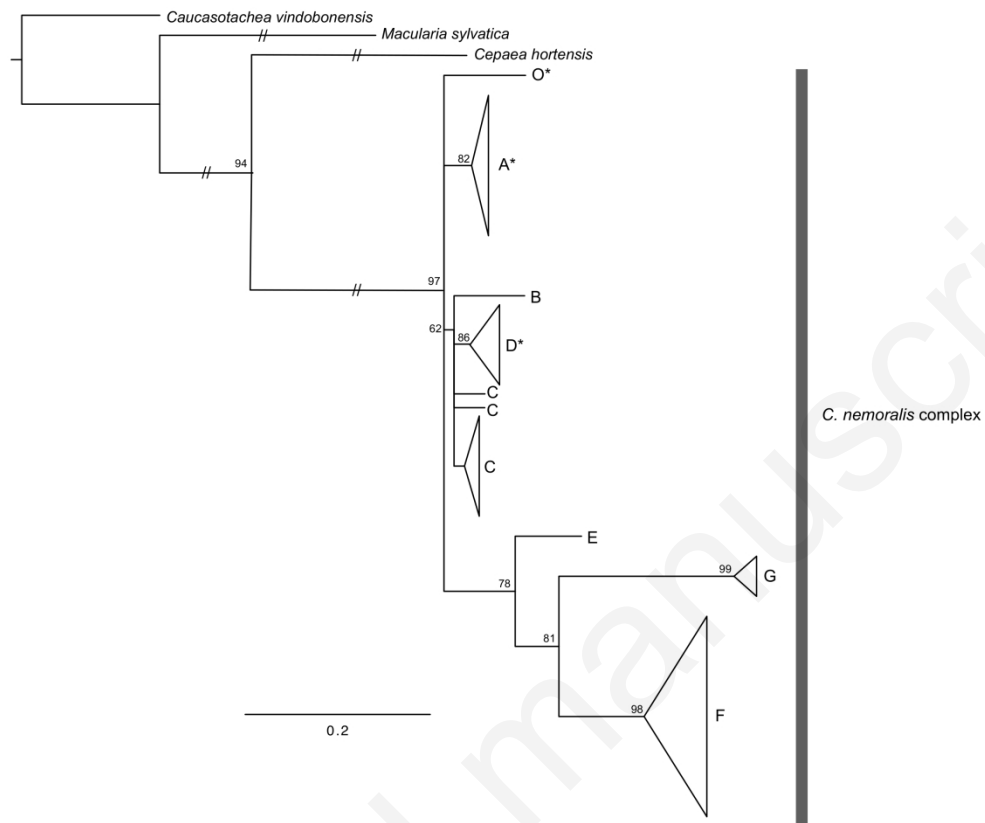 Caucasotachea vindobonensis
Macularia sylvatica
Cepaea hortensis
O*
94
82
A*
97
B
62
86
D*
C
C
C. nemoralis complex
C
E
99
G
78
81
98
F
0.2
manuscri